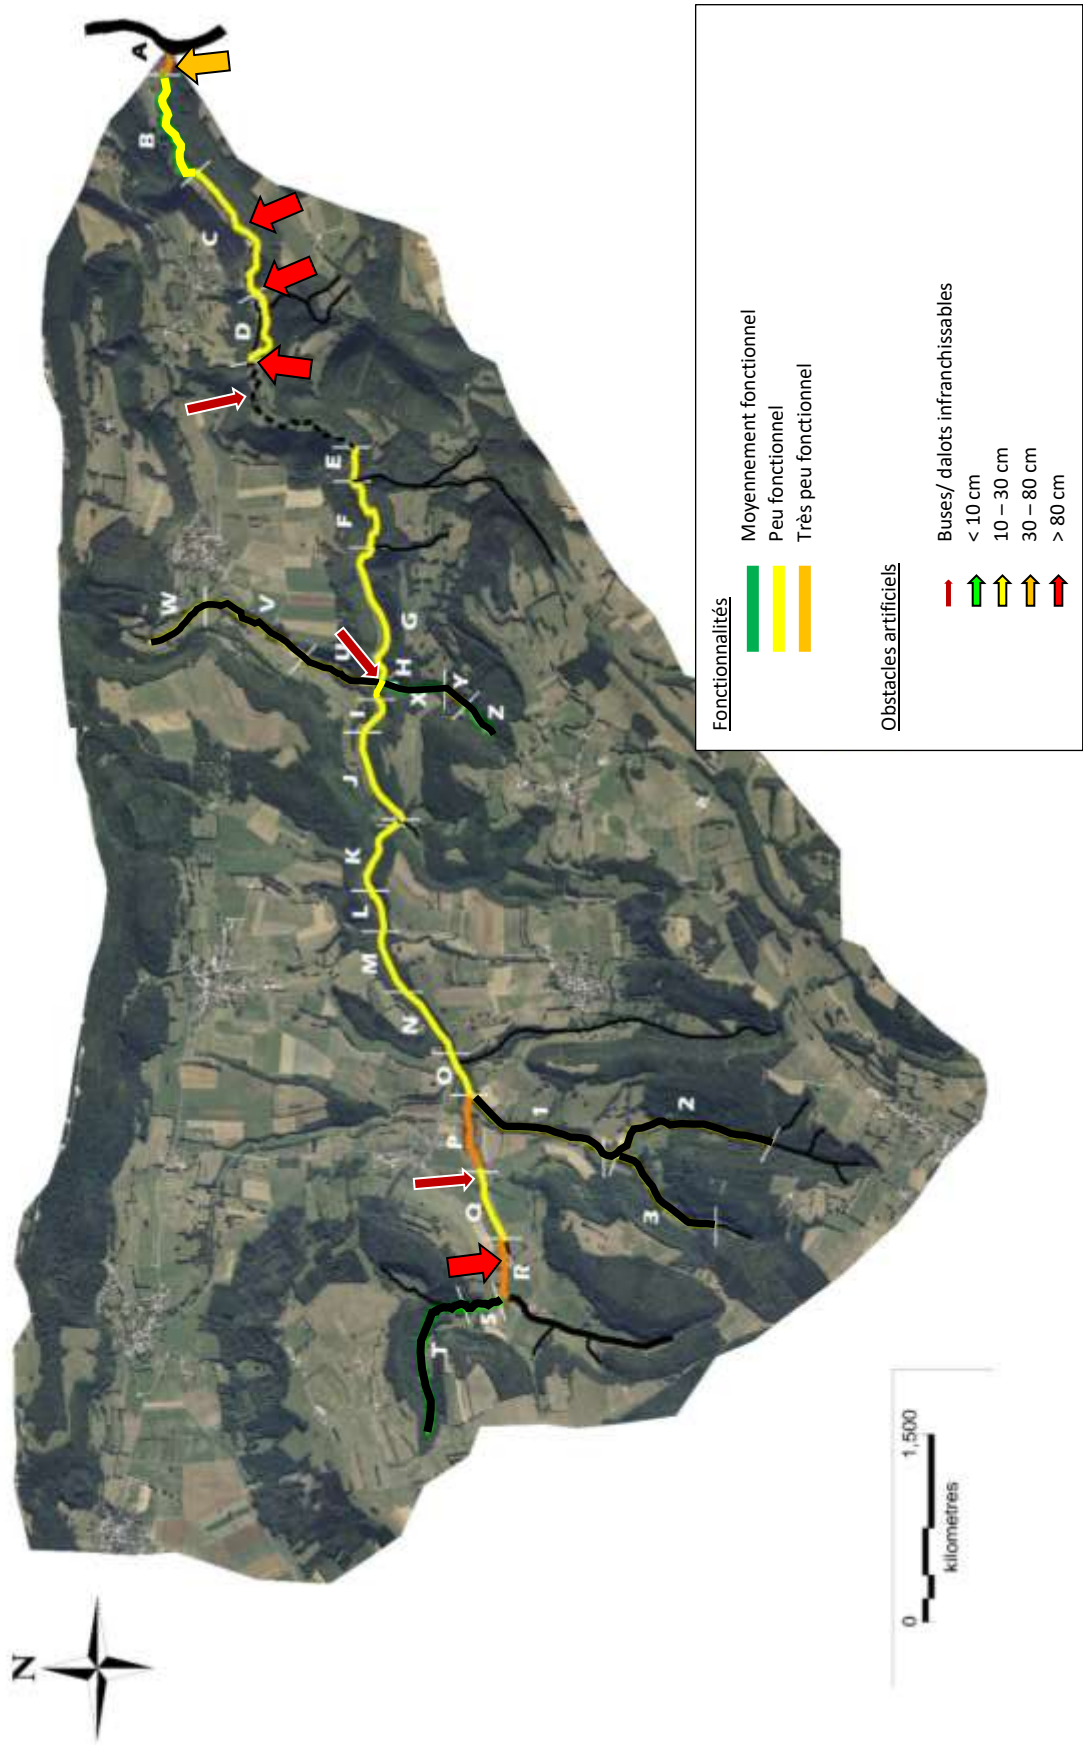 N
A
B
C
D
E
F
G
H
I
J
K
L
M
N
O
P
Q
R
S
T
U
V
W
X
Y
Z
1
2
3
Fonctionnalités
Moyennement fonctionnel
Peu fonctionnel
Très peu fonctionnel
Obstacles artificiels
Buses/ dalots infranchissables
< 10 cm
10 – 30 cm
30 – 80 cm
> 80 cm
0 1,500
kilometres